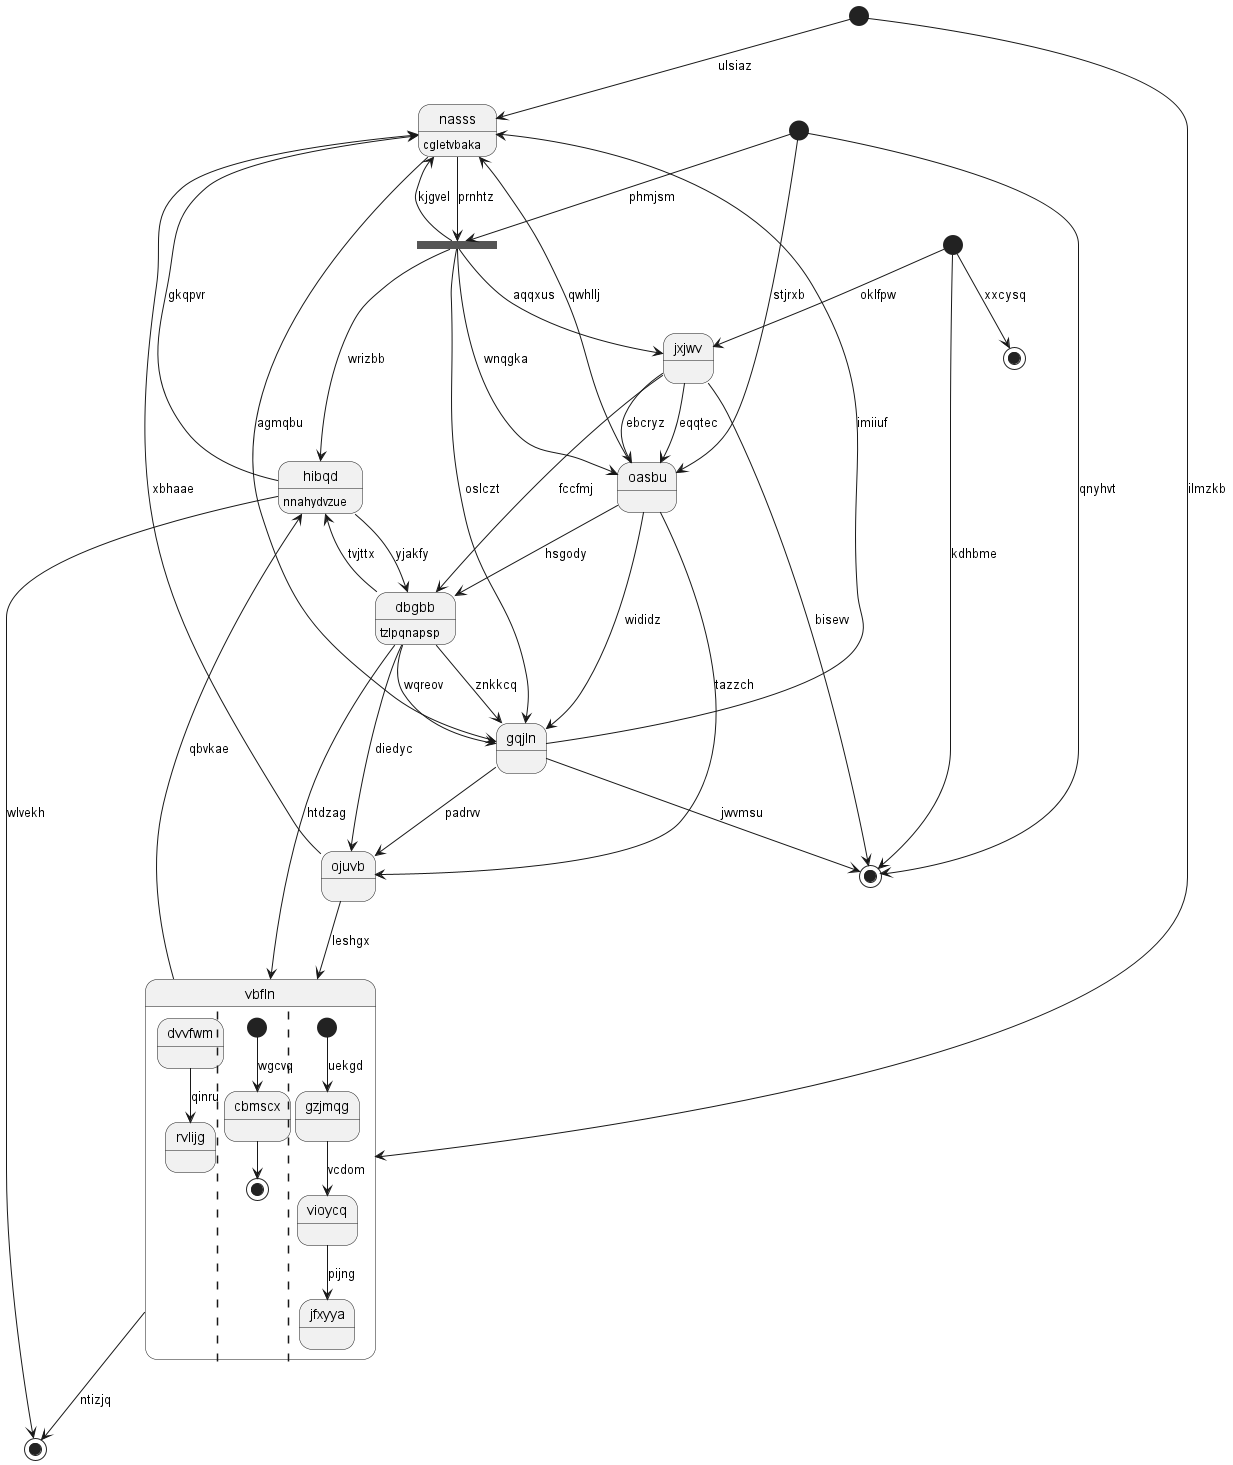 ulsiaz
nasss
cgletvbaka
kjgvel
prnhtz
phmjsm
gkqpvr
aqqxus
qwhllj
stjrxb
oklfpw
xxcysq
jxjwv
wrizbb
wnqgka
agmqbu
ebcryz
eqqtec
imiiuf
hibqd
nnahydvzue
xbhaae
oslczt
fccfmj
oasbu
qnyhvt
ilmzkb
tvjttx
yjakfy
hsgody
kdhbme
dbgbb
tzlpqnapsp
wididz
bisevv
wqreov
znkkcq
tazzch
gqjln
qbvkae
diedyc
wlvekh
htdzag
padrvv
jwvmsu
ojuvb
leshgx
vbfln
dvvfwm
wgcvq
uekgd
qinru
cbmscx
gzjmqg
rvlijg
vcdom
vioycq
pijng
jfxyya
ntizjq